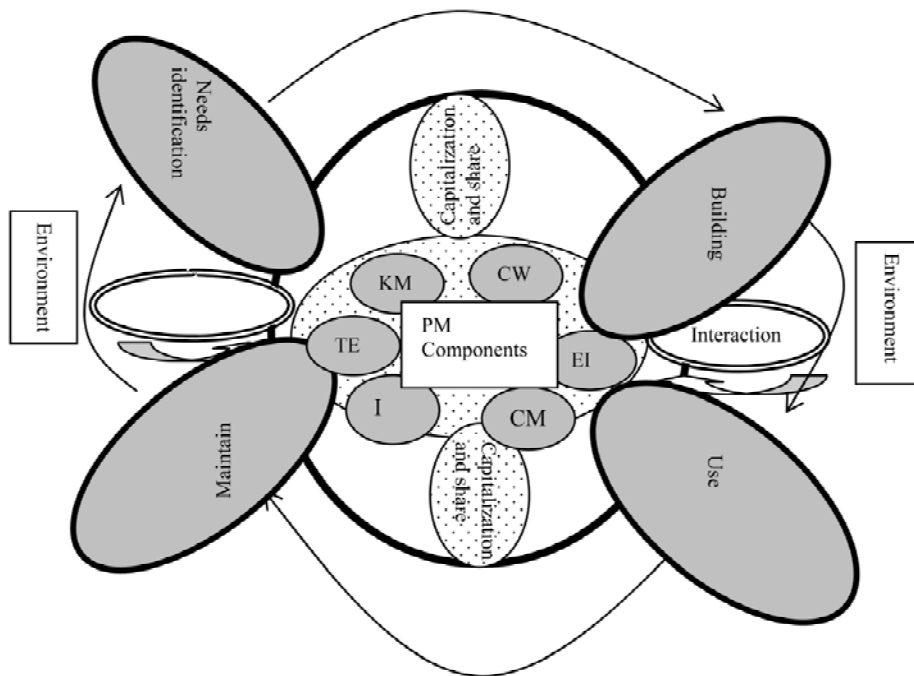 Needs
identification
Capitalization
and share
Building
Environment
Environment
KM
CW
PM
Components
TE
EI
Interaction
I
CM
Maintain
Capitalization
and share
Use